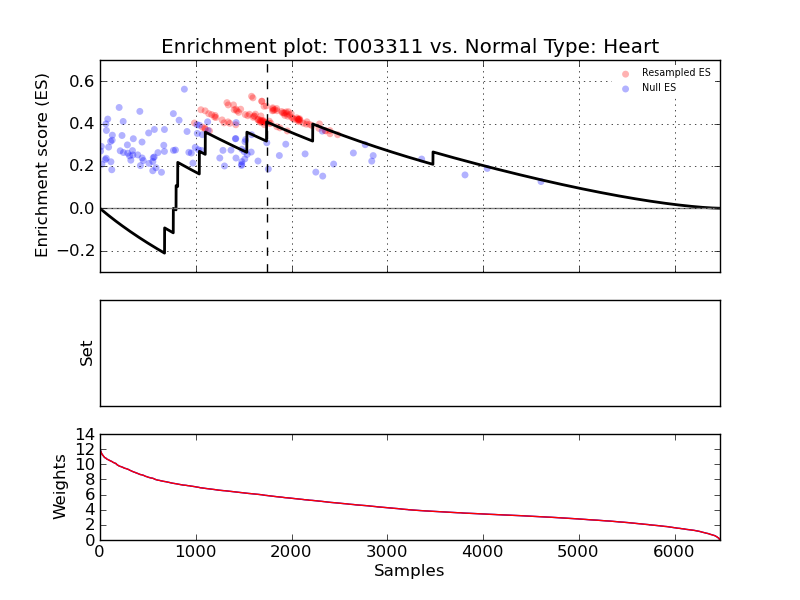 Enrichment plot: T003311 vs. Normal Type: Heart
Enrichment score (ES)
0.6
0.4
0.2
0.0
−0.2
Resampled ES
Null ES
Set
Weights
14
12
10
8
6
4
2
0
0 1000 2000 3000 4000 5000 6000
Samples